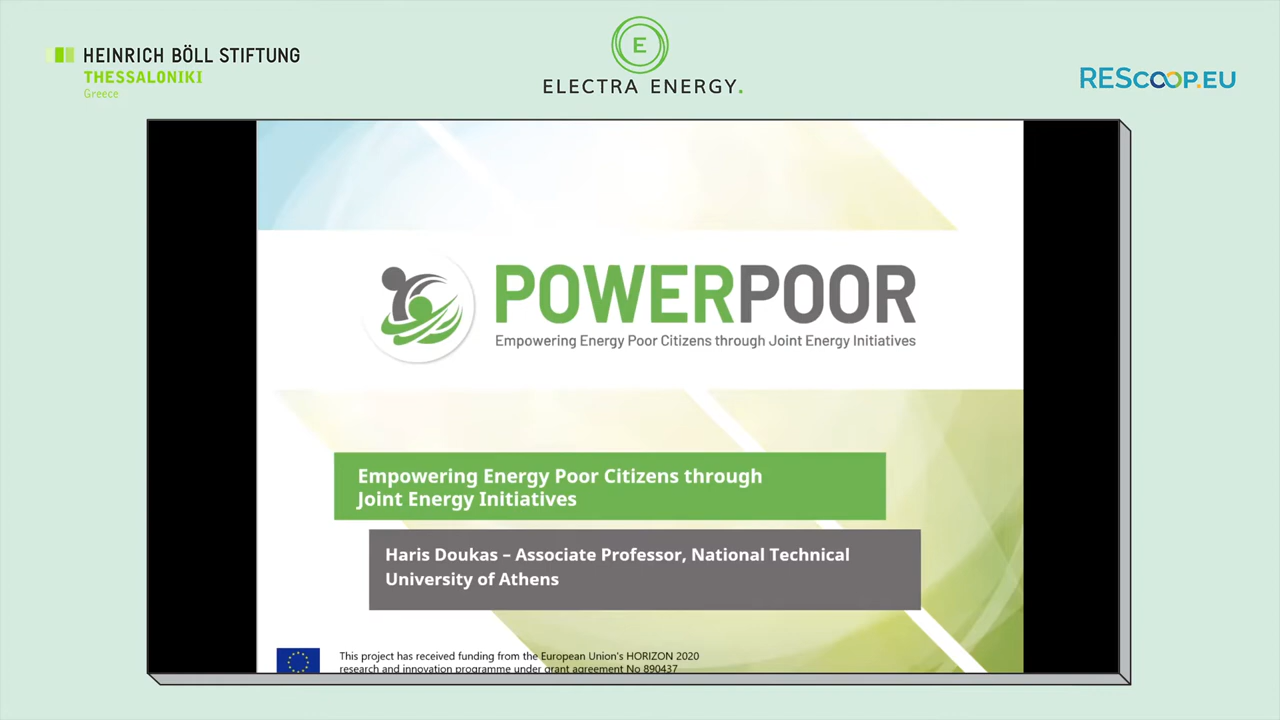 HEINRICH BÖLL STIFTUNG
THESSALONIKI
Greece
E
ELECTRA ENERGY.
REScoop.EU
POWERPOOR
Empowering Energy Poor Citizens through Joint Energy Initiatives
Empowering Energy Poor Citizens through
Joint Energy Initiatives
Haris Doukas – Associate Professor, National Technical
University of Athens
This project has received funding from the European Union's HORIZON 2020
research and innovation programme under grant agreement No 890437